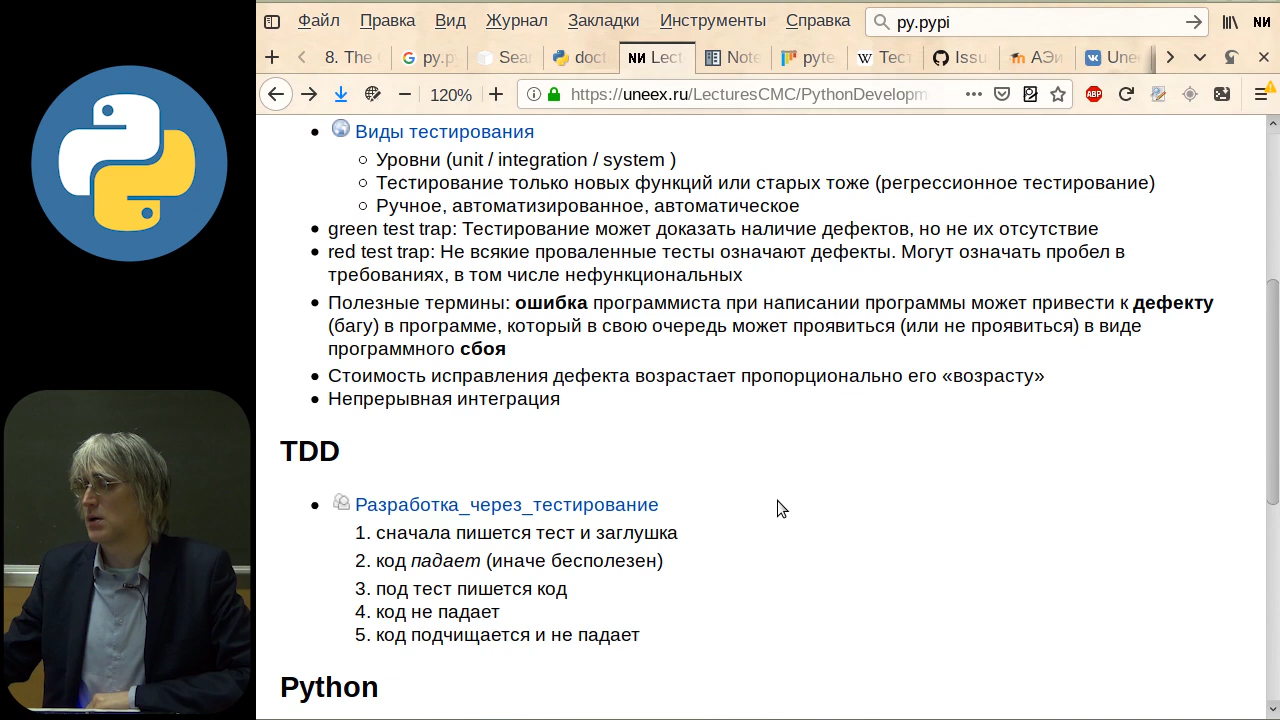 Файл Правка Вид Журнал Закладки Инструменты Справка py.pypi
8. The py.p Sear doct Lect Note pyte W Тест Issu АЭи Unee
120% https://uneex.ru/LecturesCMC/PythonDevelopm ABP
Виды тестирования
Уровни (unit / integration / system )
Тестирование только новых функций или старых тоже (регрессионное тестирование)
Ручное, автоматизированное, автоматическое
green test trap: Тестирование может доказать наличие дефектов, но не их отсутствие
red test trap: Не всякие проваленные тесты означают дефекты. Могут означать пробел в
требованиях, в том числе нефункциональных
Полезные термины: ошибка программиста при написании программы может привести к дефекту
(багу) в программе, который в свою очередь может проявиться (или не проявиться) в виде
программного сбоя
Стоимость исправления дефекта возрастает пропорционально его «возрасту»
Непрерывная интеграция
TDD
Разработка_через_тестирование
1. сначала пишется тест и заглушка
2. код падает (иначе бесполезен)
3. под тест пишется код
4. код не падает
5. код подчищается и не падает
Python